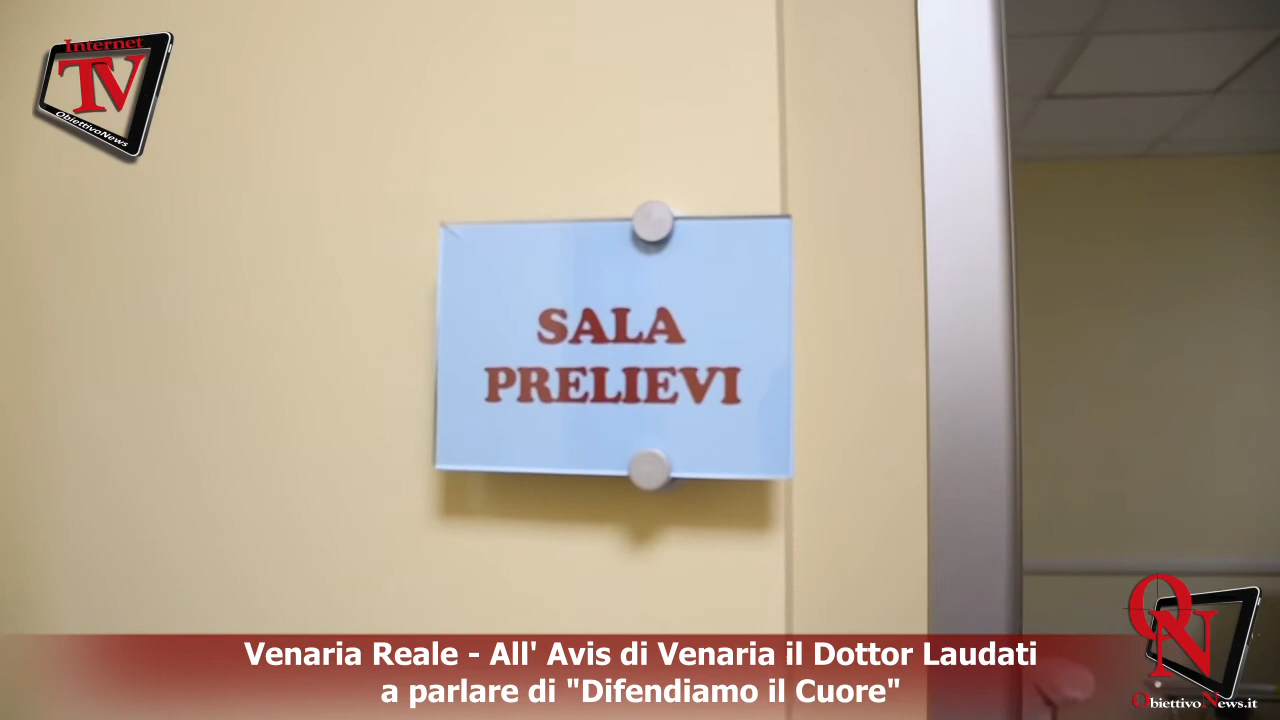 Internet
TV
ObiettivoNews
SALA
PRELIEVI
Venaria Reale - All' Avis di Venaria il Dottor Laudati
a parlare di "Difendiamo il Cuore"
ON
ObiettivoNews.it